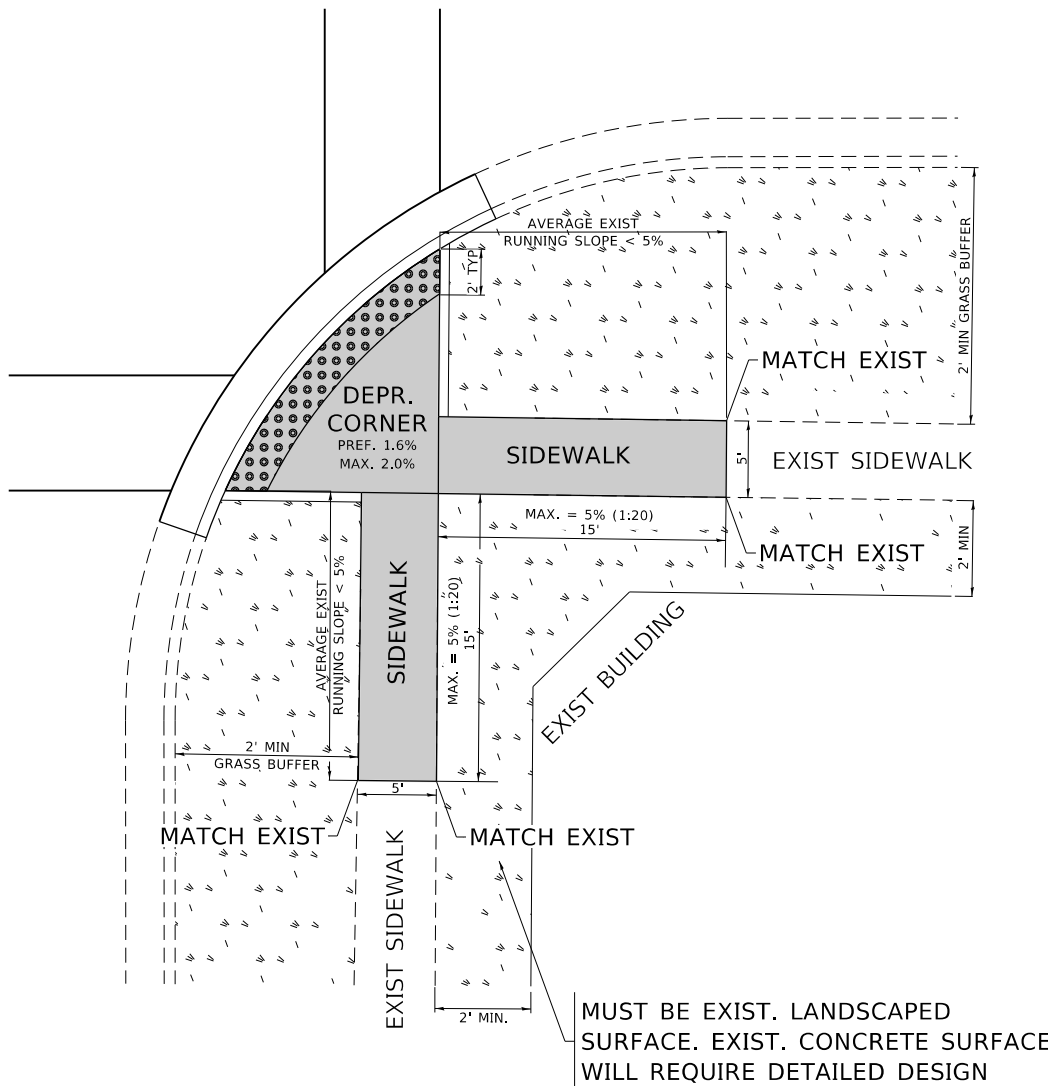 AVERAGE EXIST
RUNNING SLOPE < 5%
2' TYP
2' MIN GRASS BUFFER
MATCH EXIST
DEPR.
CORNER
PREF. 1.6%
MAX. 2.0%
SIDEWALK
5'
EXIST SIDEWALK
MAX. = 5% (1:20)
15'
MATCH EXIST
2' MIN
AVERAGE EXIST
RUNNING SLOPE < 5%
SIDEWALK
MAX. = 5% (1:20)
15'
EXIST BUILDING
2' MIN
GRASS BUFFER
5'
MATCH EXIST
MATCH EXIST
EXIST SIDEWALK
2' MIN.
MUST BE EXIST. LANDSCAPED
SURFACE. EXIST. CONCRETE SURFACE
WILL REQUIRE DETAILED DESIGN